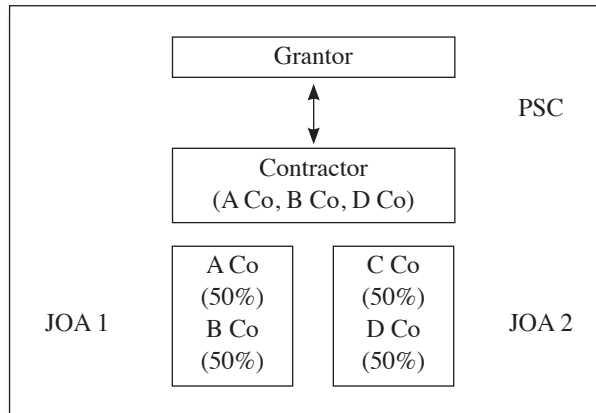 Grantor
PSC
Contractor
(A Co, B Co, D Co)
A Co
(50%)
B Co
(50%)
C Co
(50%)
D Co
(50%)
JOA 1
JOA 2